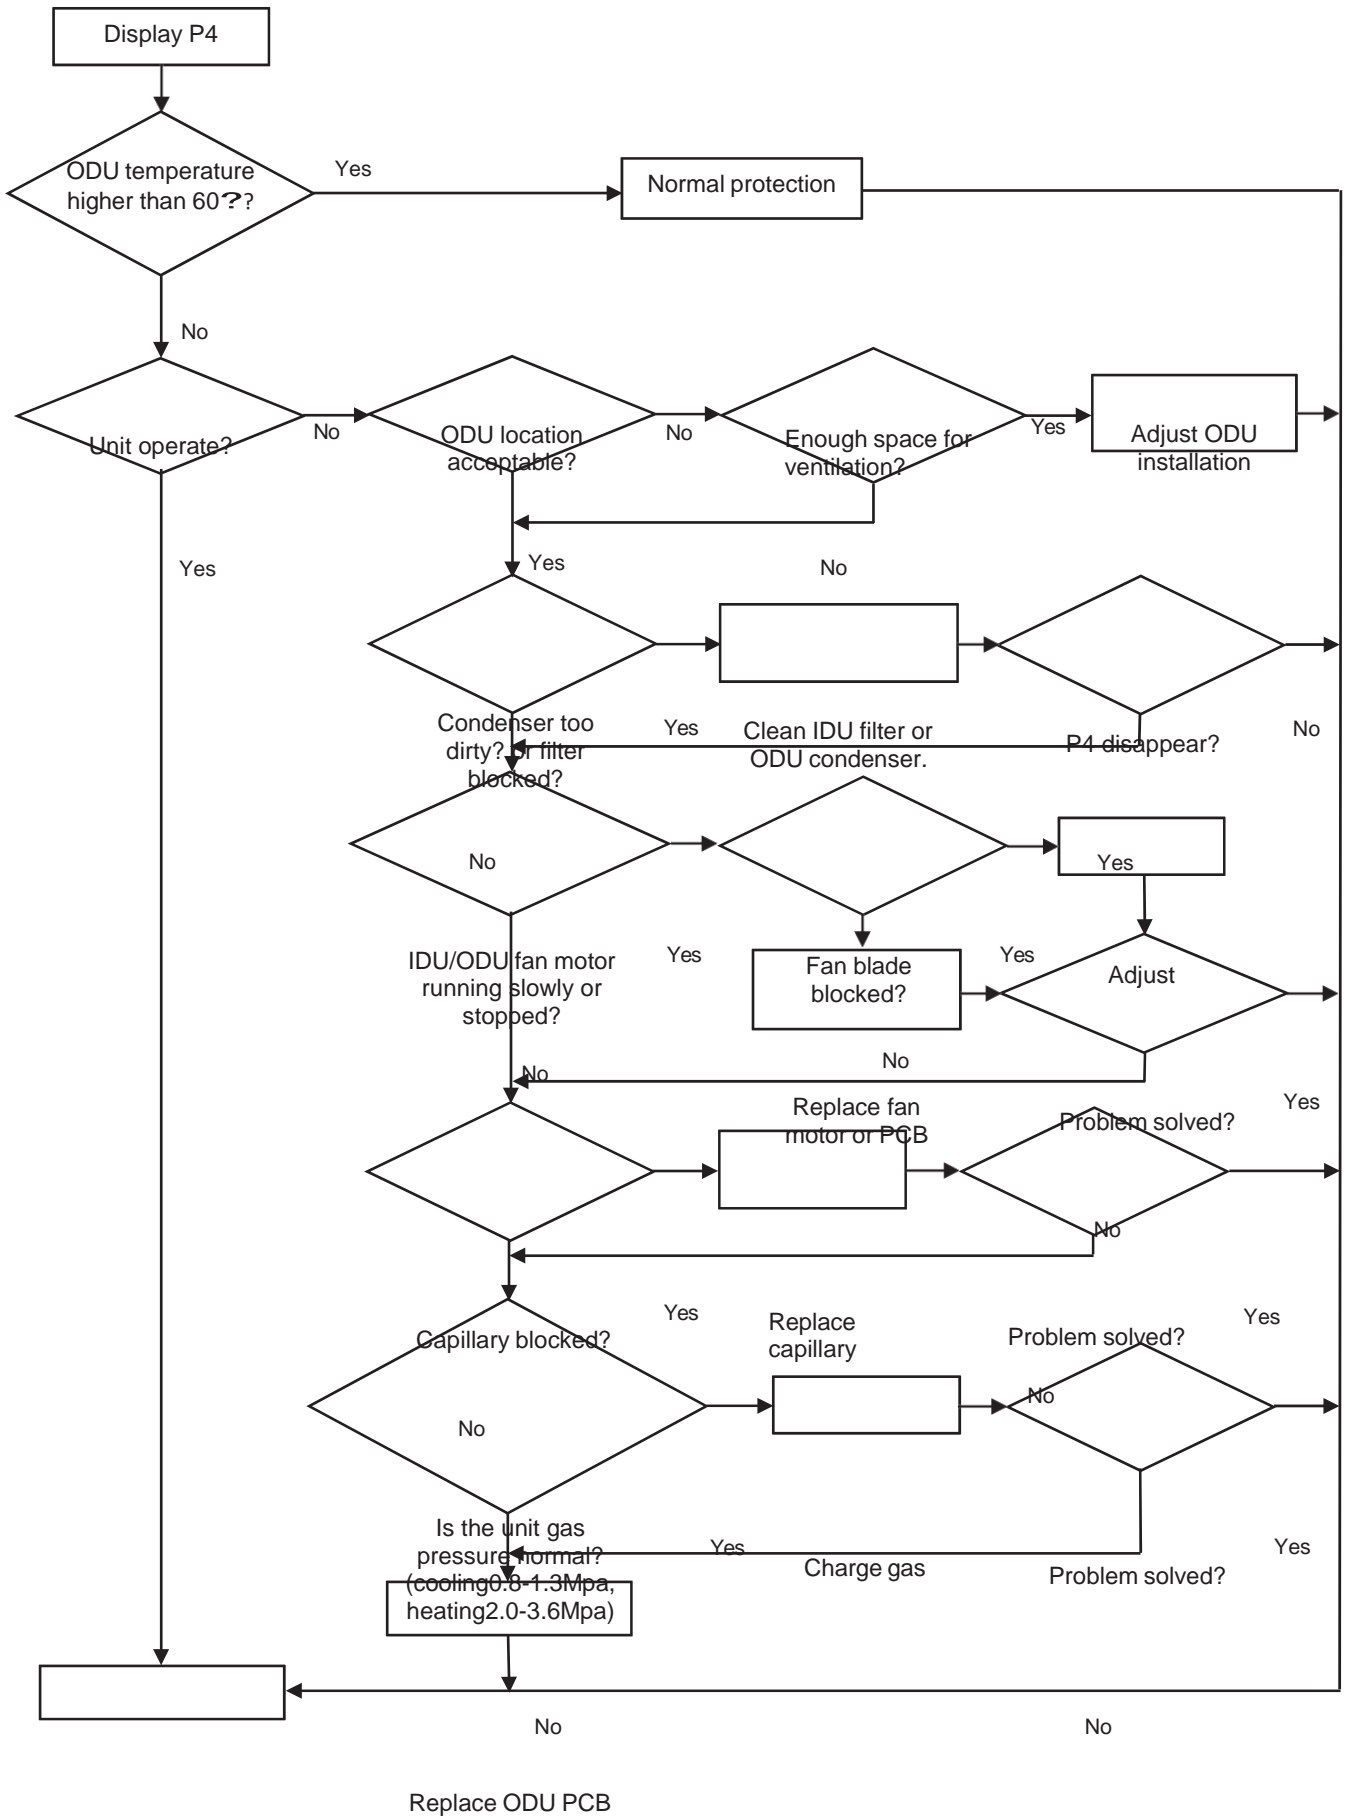 Display P4
ODU temperature
higher than 60??
Yes
Normal protection
No
Unit operate?
No
ODU location
acceptable?
No
Enough space for
ventilation?
Yes
Adjust ODU
installation
Yes
Yes
No
Condenser too
dirty? or filter
blocked?
Yes
Clean IDU filter or
ODU condenser.
P4 disappear?
No
No
Yes
IDU/ODU fan motor
running slowly or
stopped?
Yes
Fan blade
blocked?
Yes
Adjust
No
No
Replace fan
motor or PCB
Problem solved?
Yes
No
Capillary blocked?
Yes
Replace
capillary
Problem solved?
Yes
No
No
Is the unit gas
pressure normal?
(cooling0.8-1.3Mpa,
heating2.0-3.6Mpa)
Yes
Charge gas
Problem solved?
Yes
No
No
Replace ODU PCB